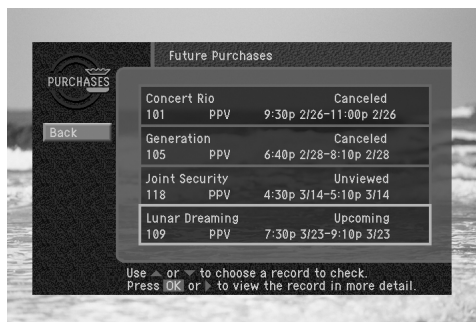 Future Purchases
PURCHASES
Back
Concert Rio Canceled
101 PPV 9:30p 2/26-11:00p 2/26
Generation Canceled
105 PPV 6:40p 2/28-8:10p 2/28
Joint Security Unviewed
118 PPV 4:30p 3/14-5:10p 3/14
Lunar Dreaming Upcoming
109 PPV 7:30p 3/23-9:10p 3/23
Use or to choose a record to check.
Press OK or to view the record in more detail.